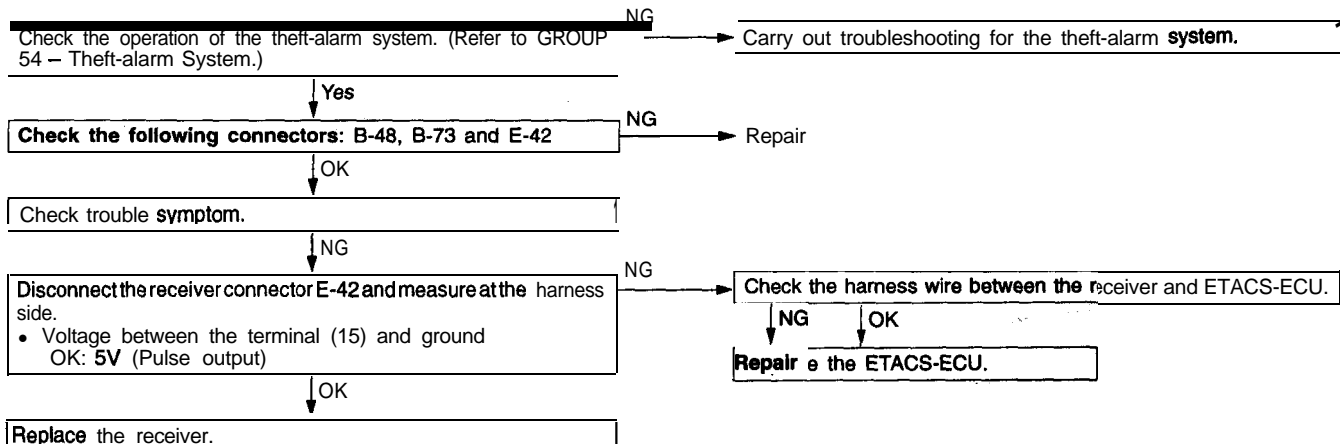 NG
Check the operation of the theft-alarm system. (Refer to GROUP
54 – Theft-alarm System.)
Carry out troubleshooting for the theft-alarm system.
Yes
Check the following connectors: B-48, B-73 and E-42
NG
Repair
OK
Check trouble symptom.
NG
Disconnect the receiver connector E-42 and measure at the harness
side.
• Voltage between the terminal (15) and ground
OK: 5V (Pulse output)
NG
Check the harness wire between the receiver and ETACS-ECU.
NG
OK
Repair e the ETACS-ECU.
OK
Replace the receiver.